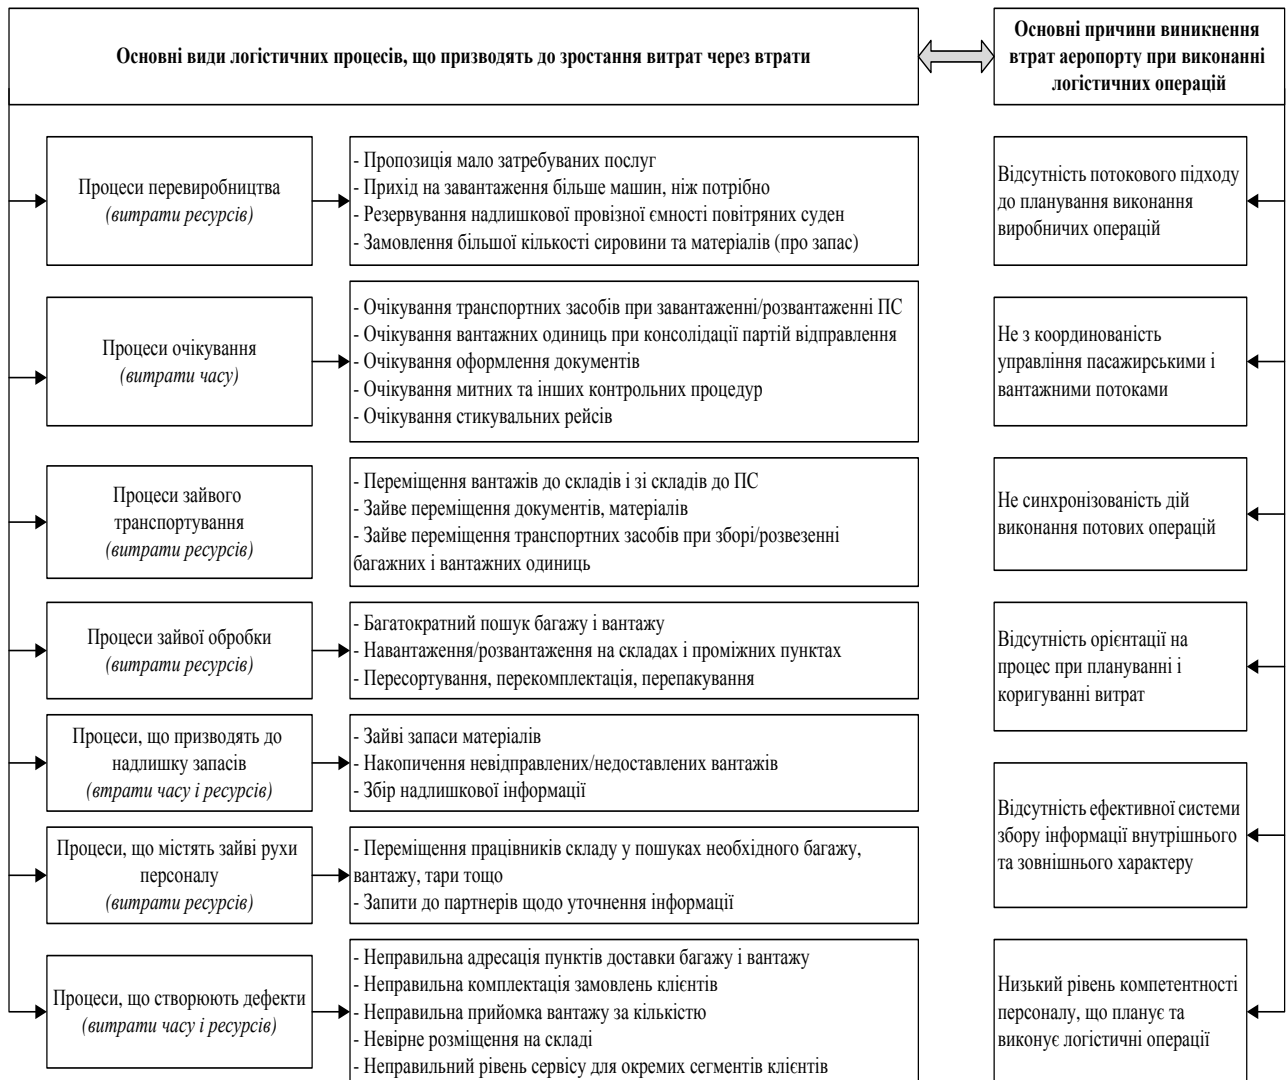 Основні види логістичних процесів, що призводять до зростання витрат через втрати
Основні причини виникнення
втрат аеропорту при виконанні
логістичних операцій
Процеси перевиробництва
(витрати ресурсів)
- Пропозиція мало затребуваних послуг
- Прихід на завантаження більше машин, ніж потрібно
- Резервування надлишкової провізної ємності повітряних суден
- Замовлення більшої кількості сировини та матеріалів (про запас)
Відсутність потокового підходу
до планування виконання
виробничих операцій
Процеси очікування
(витрати часу)
- Очікування транспортних засобів при завантаженні/розвантаженні ПС
- Очікування вантажних одиниць при консолідації партій відправлення
- Очікування оформлення документів
- Очікування митних та інших контрольних процедур
- Очікування стикувальних рейсів
Не з координованість
управління пасажирськими і
вантажними потоками
Процеси зайвого
транспортування
(витрати ресурсів)
- Переміщення вантажів до складів і зі складів до ПС
- Зайве переміщення документів, матеріалів
- Зайве переміщення транспортних засобів при зборі/розвезенні
багажних і вантажних одиниць
Не синхронізованість дій
виконання потових операцій
Процеси зайвої обробки
(витрати ресурсів)
- Багатократний пошук багажу і вантажу
- Навантаження/розвантаження на складах і проміжних пунктах
- Пересортування, перекомплектація, перепакування
Відсутність орієнтації на
процес при плануванні і
коригуванні витрат
Процеси, що призводять до
надлишку запасів
(втрати часу і ресурсів)
- Зайві запаси матеріалів
- Накопичення невідправлених/недоставлених вантажів
- Збір надлишкової інформації
Відсутність ефективної системи
збору інформації внутрішнього
та зовнішнього характеру
Процеси, що містять зайві рухи
персоналу
(витрати ресурсів)
- Переміщення працівників складу у пошуках необхідного багажу,
вантажу, тари тощо
- Запити до партнерів щодо уточнення інформації
Процеси, що створюють дефекти
(витрати часу і ресурсів)
- Неправильна адресація пунктів доставки багажу і вантажу
- Неправильна комплектація замовлень клієнтів
- Неправильна прийомка вантажу за кількістю
- Невірне розміщення на складі
- Неправильний рівень сервісу для окремих сегментів клієнтів
Низький рівень компетентності
персоналу, що планує та
виконує логістичні операції